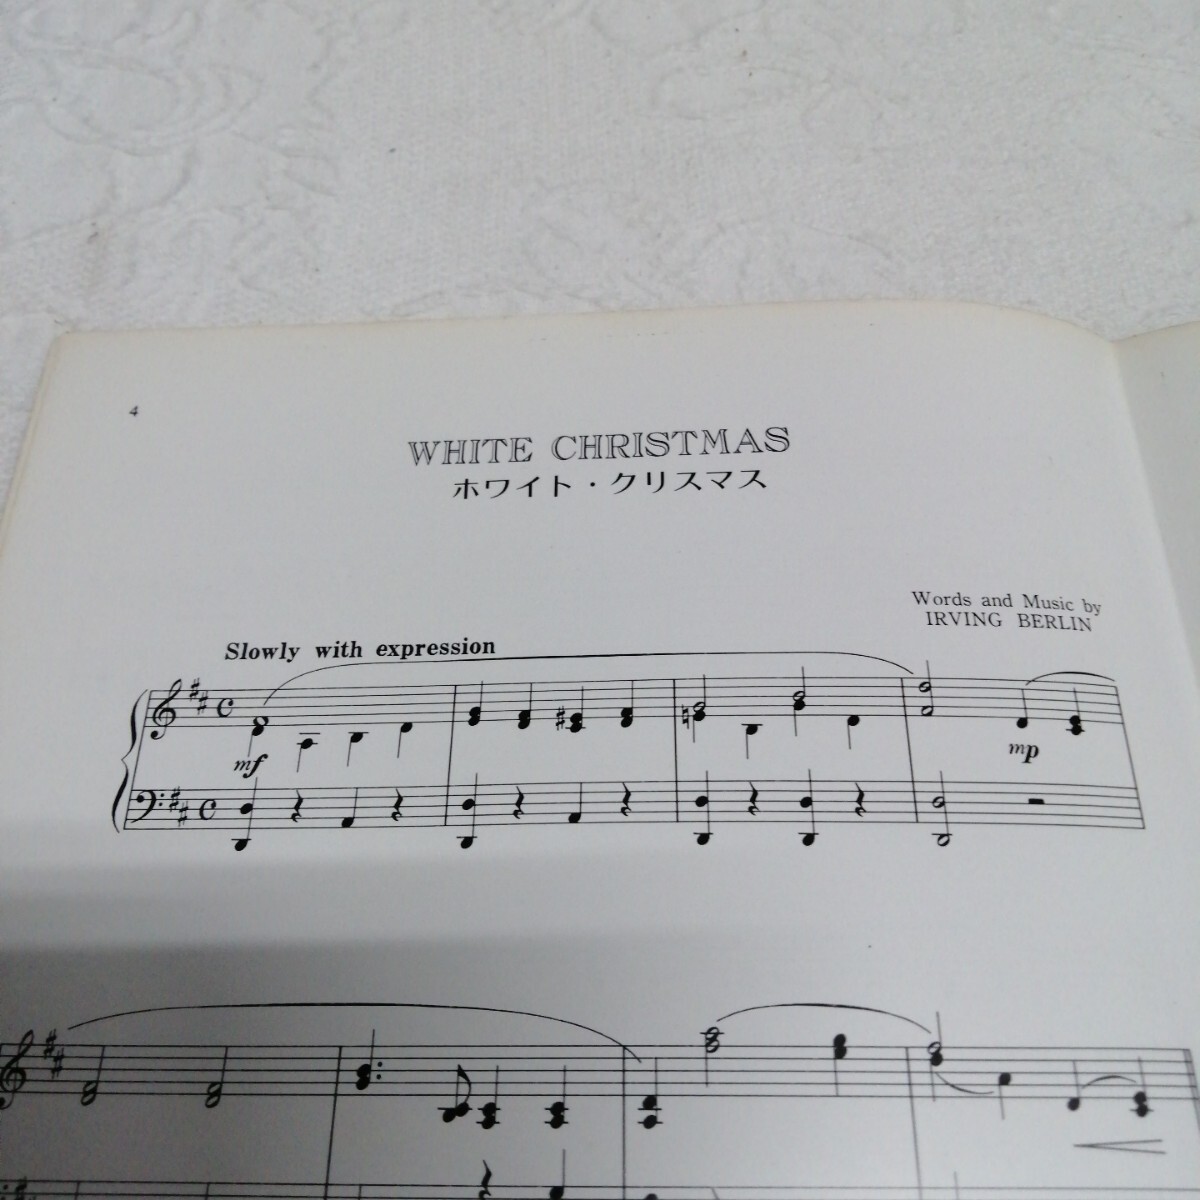 4
WHITE CHRISTMAS
ホワイト・クリスマス
Words and Music by
IRVING BERLIN
Slowly with expression
mf
mp